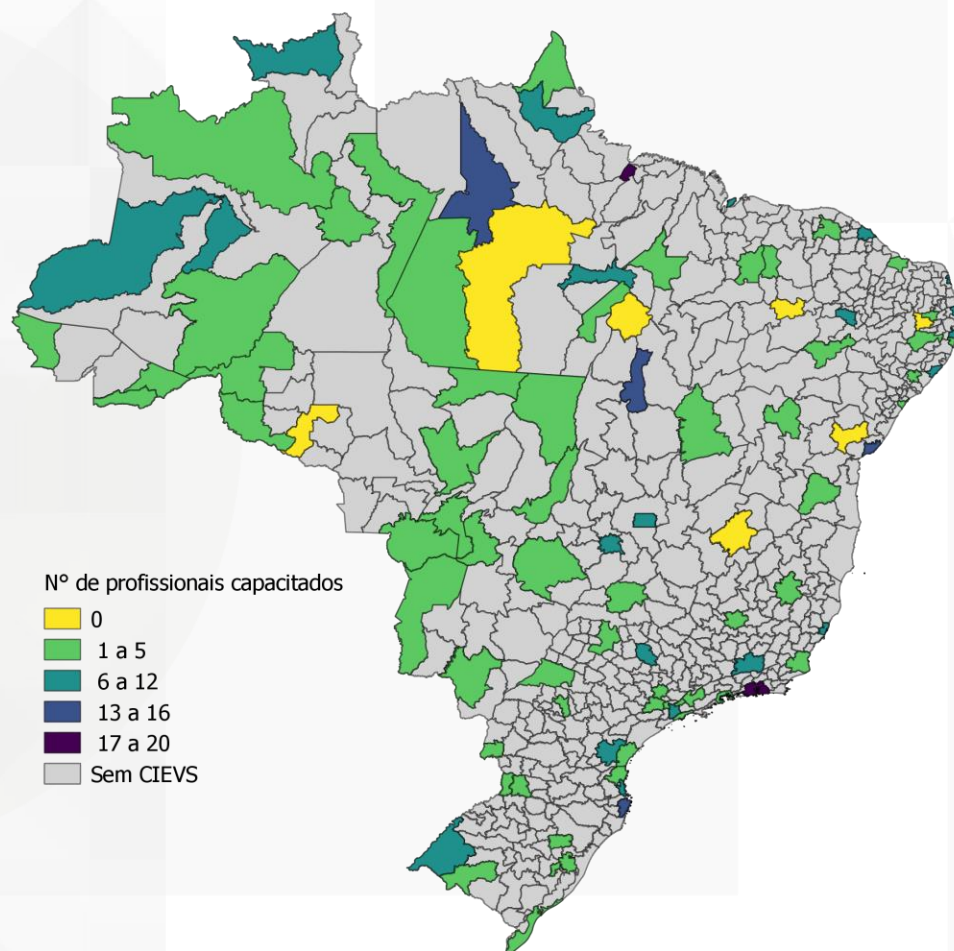 N° de profissionais capacitados
0
1 a 5
6 a 12
13 a 16
17 a 20
Sem CIEVS